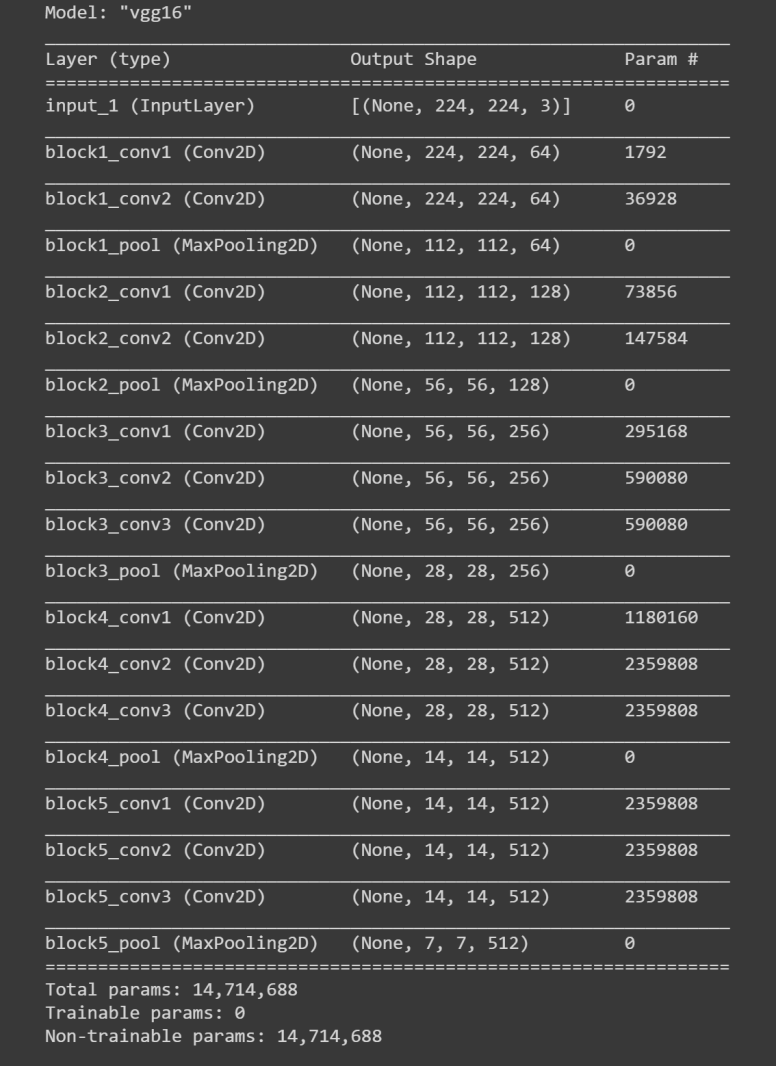 Model: "vgg16"
Layer (type) Output Shape Param #
input_1 (InputLayer) [(None, 224, 224, 3)] 0
block1_conv1 (Conv2D) (None, 224, 224, 64) 1792
block1_conv2 (Conv2D) (None, 224, 224, 64) 36928
block1_pool (MaxPooling2D) (None, 112, 112, 64) 0
block2_conv1 (Conv2D) (None, 112, 112, 128) 73856
block2_conv2 (Conv2D) (None, 112, 112, 128) 147584
block2_pool (MaxPooling2D) (None, 56, 56, 128) 0
block3_conv1 (Conv2D) (None, 56, 56, 256) 295168
block3_conv2 (Conv2D) (None, 56, 56, 256) 590080
block3_conv3 (Conv2D) (None, 56, 56, 256) 590080
block3_pool (MaxPooling2D) (None, 28, 28, 256) 0
block4_conv1 (Conv2D) (None, 28, 28, 512) 1180160
block4_conv2 (Conv2D) (None, 28, 28, 512) 2359808
block4_conv3 (Conv2D) (None, 28, 28, 512) 2359808
block4_pool (MaxPooling2D) (None, 14, 14, 512) 0
block5_conv1 (Conv2D) (None, 14, 14, 512) 2359808
block5_conv2 (Conv2D) (None, 14, 14, 512) 2359808
block5_conv3 (Conv2D) (None, 14, 14, 512) 2359808
block5_pool (MaxPooling2D) (None, 7, 7, 512) 0
Total params: 14,714,688
Trainable params: 0
Non-trainable params: 14,714,688